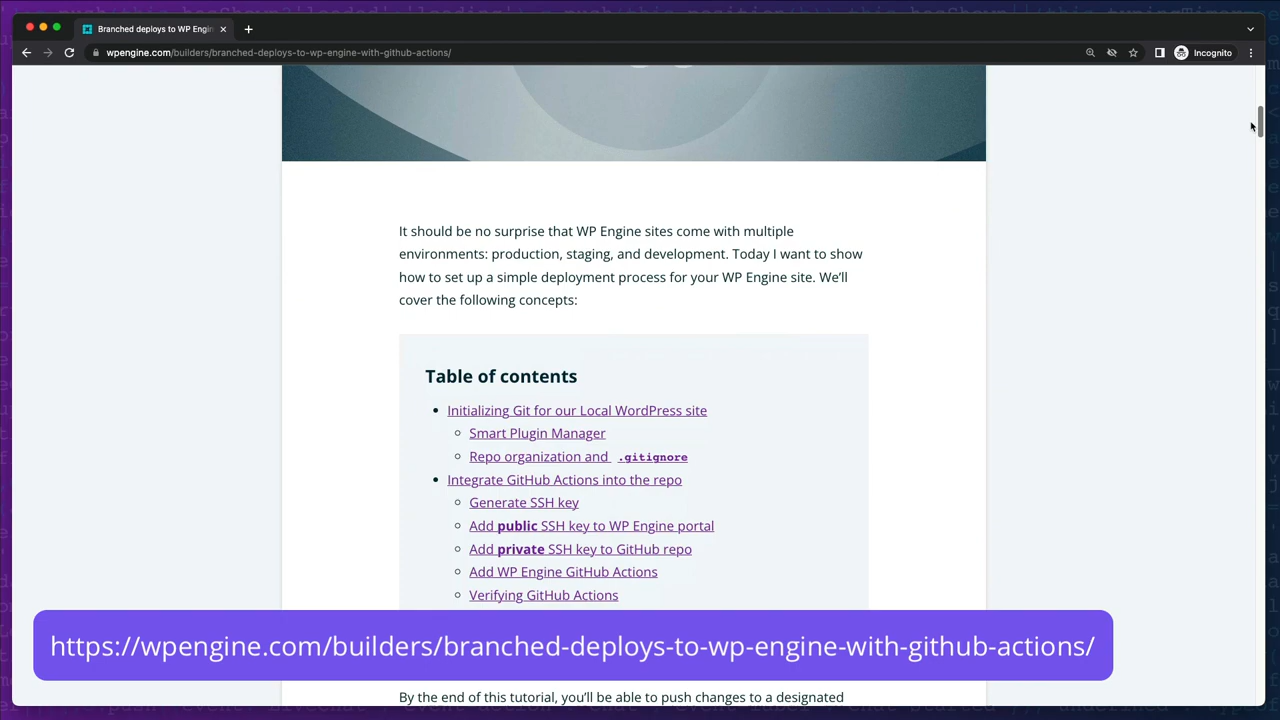 Branched deploys to WP Engin
wpengine.com/builders/branched-deploys-to-wp-engine-with-github-actions/
Incognito
It should be no surprise that WP Engine sites come with multiple
environments: production, staging, and development. Today I want to show
how to set up a simple deployment process for your WP Engine site. We'll
cover the following concepts:
Table of contents
Initializing Git for our Local WordPress site
Smart Plugin Manager
Repo organization and .gitignore
Integrate GitHub Actions into the repo
Generate SSH key
Add public SSH key to WP Engine portal
Add private SSH key to GitHub repo
Add WP Engine GitHub Actions
Verifying GitHub Actions
https://wpengine.com/builders/branched-deploys-to-wp-engine-with-github-actions/
By the end of this tutorial, you'll be able to push changes to a designated